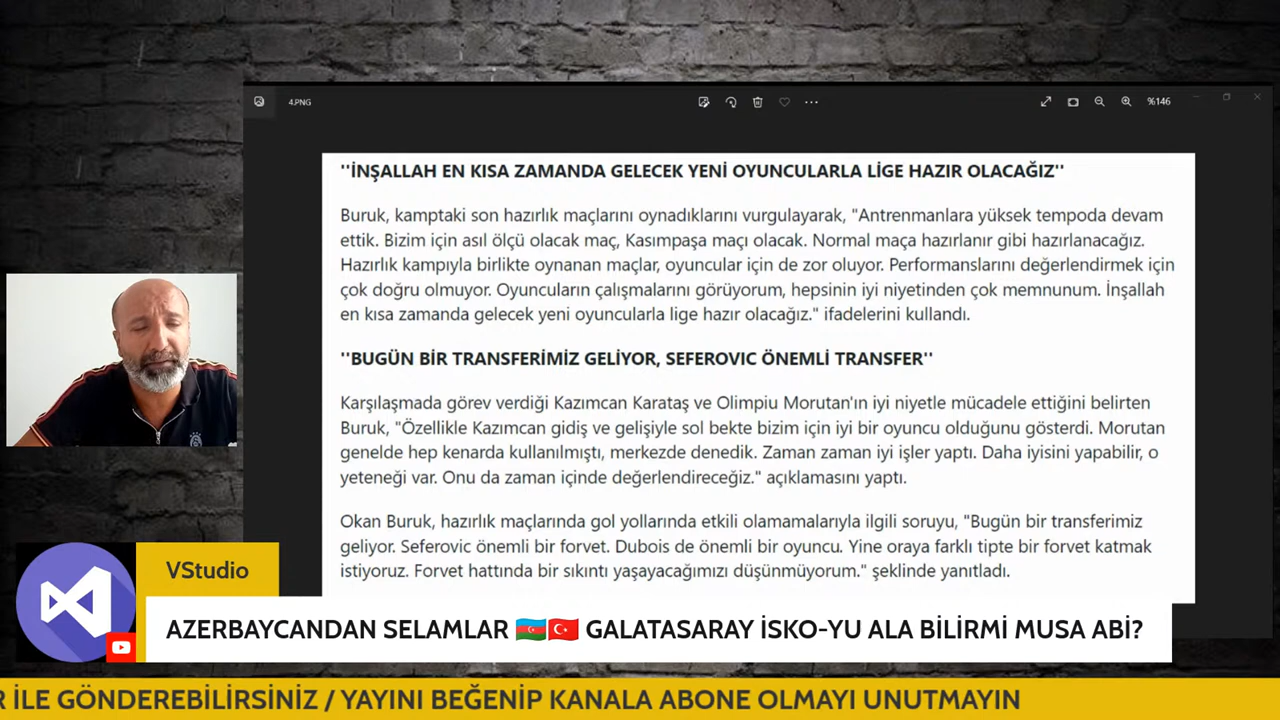 4.PNG
%146
''İNŞALLAH EN KISA ZAMANDA GELECEK YENİ OYUNCULARLA LİGE HAZIR OLACAĞIZ''
Buruk, kamptaki son hazırlık maçlarını oynadıklarını vurgulayarak, "Antrenmanlara yüksek tempoda devam
ettik. Bizim için asıl ölçü olacak maç, Kasımpaşa maçı olacak. Normal maça hazırlanır gibi hazırlanacağız.
Hazırlık kampıyla birlikte oynanan maçlar, oyuncular için de zor oluyor. Performanslarını değerlendirmek için
çok doğru olmuyor. Oyuncuların çalışmalarını görüyorum, hepsinin iyi niyetinden çok memnunum. İnşallah
en kısa zamanda gelecek yeni oyuncularla lige hazır olacağız." ifadelerini kullandı.
''BUGÜN BİR TRANSFERİMİZ GELİYOR, SEFEROVIC ÖNEMLİ TRANSFER''
Karşılaşmada görev verdiği Kazımcan Karataş ve Olimpiu Morutan'ın iyi niyetle mücadele ettiğini belirten
Buruk, "Özellikle Kazımcan gidiş ve gelişiyle sol bekte bizim için iyi bir oyuncu olduğunu gösterdi. Morutan
genelde hep kenarda kullanılmıştı, merkezde denedik. Zaman zaman iyi işler yaptı. Daha iyisini yapabilir, o
yeteneği var. Onu da zaman içinde değerlendireceğiz." açıklamasını yaptı.
Okan Buruk, hazırlık maçlarında gol yollarında etkili olamamalarıyla ilgili soruyu, "Bugün bir transferimiz
geliyor. Seferovic önemli bir forvet. Dubois de önemli bir oyuncu. Yine oraya farklı tipte bir forvet katmak
istiyoruz. Forvet hattında bir sıkıntı yaşayacağımızı düşünmüyorum." şeklinde yanıtladı.
VStudio
AZERBAYCANDAN SELAMLAR 🇦🇿🇹🇷 GALATASARAY İSKO-YU ALA BİLİRMİ MUSA ABİ?
R İLE GÖNDEREBİLİRSİNİZ / YAYINI BEĞENİP KANALA ABONE OLMAYI UNUTMAYIN